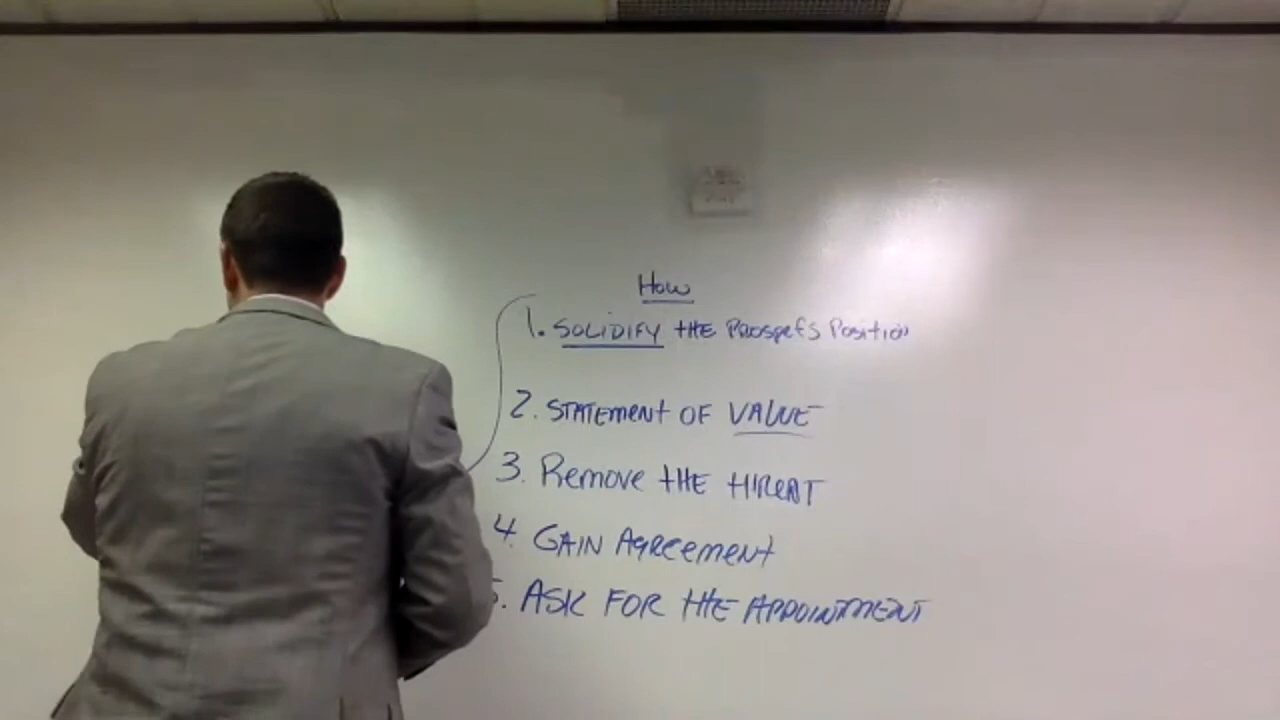 How
1. SOLIDIFY tHE PROSPECTS POSITION
2. STATEMENT OF VALUE
3. Remove tHE tHREAT
4. GAIN AGREEMENT
5. ASK FOR tHE APPOINTMENT